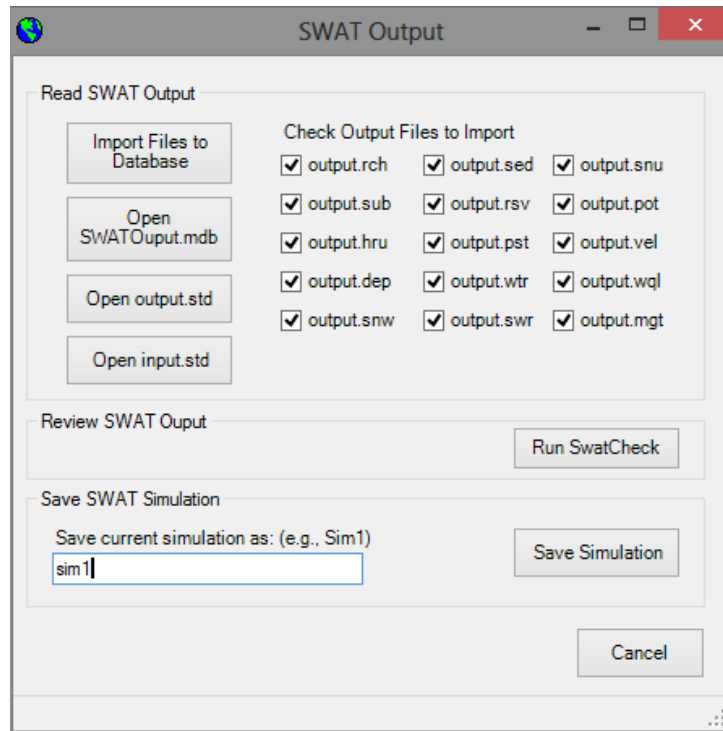 SWAT Output
Read SWAT Output
Import Files to
Database
Open
SWATOuput.mdb
Open output.std
Open input.std
Check Output Files to Import
output.rch output.sed output.snu
output.sub output.rsv output.pot
output.hru output.pst output.vel
output.dep output.wtr output.wql
output.snw output.swr output.mgt
Review SWAT Ouput
Run SwatCheck
Save SWAT Simulation
Save current simulation as: (e.g., Sim1)
sim1
Save Simulation
Cancel